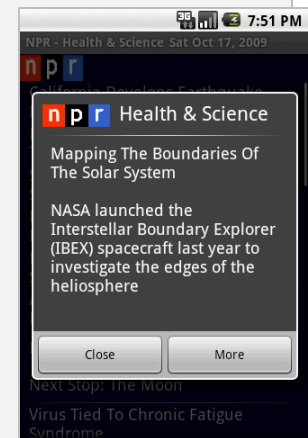 3G 7:51 PM
NPR - Health & Science Sat Oct 17, 2009
n p r
California Develops Earthquake
n p r Health & Science
Mapping The Boundaries Of
The Solar System
NASA launched the
Interstellar Boundary Explorer
(IBEX) spacecraft last year to
investigate the edges of the
heliosphere
Close More
Next Stop: The Moon
Virus Tied To Chronic Fatigue
Syndrome